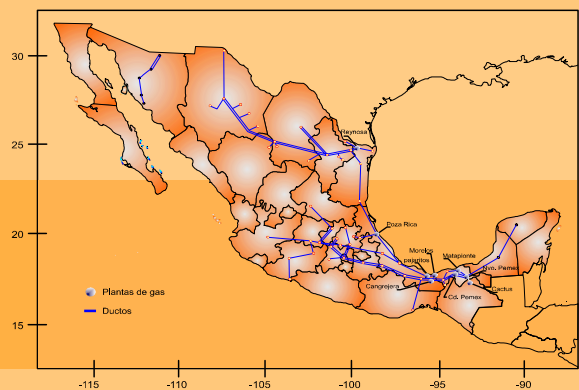 30
25
20
15
Reynosa
Poza Rica
Morelos
pajaritos
Matapionte
Nvo. Pemex
Cangrejera
Cactus
Cd. Pemex
Plantas de gas
Ductos
-115
-110
-105
-100
-95
-90